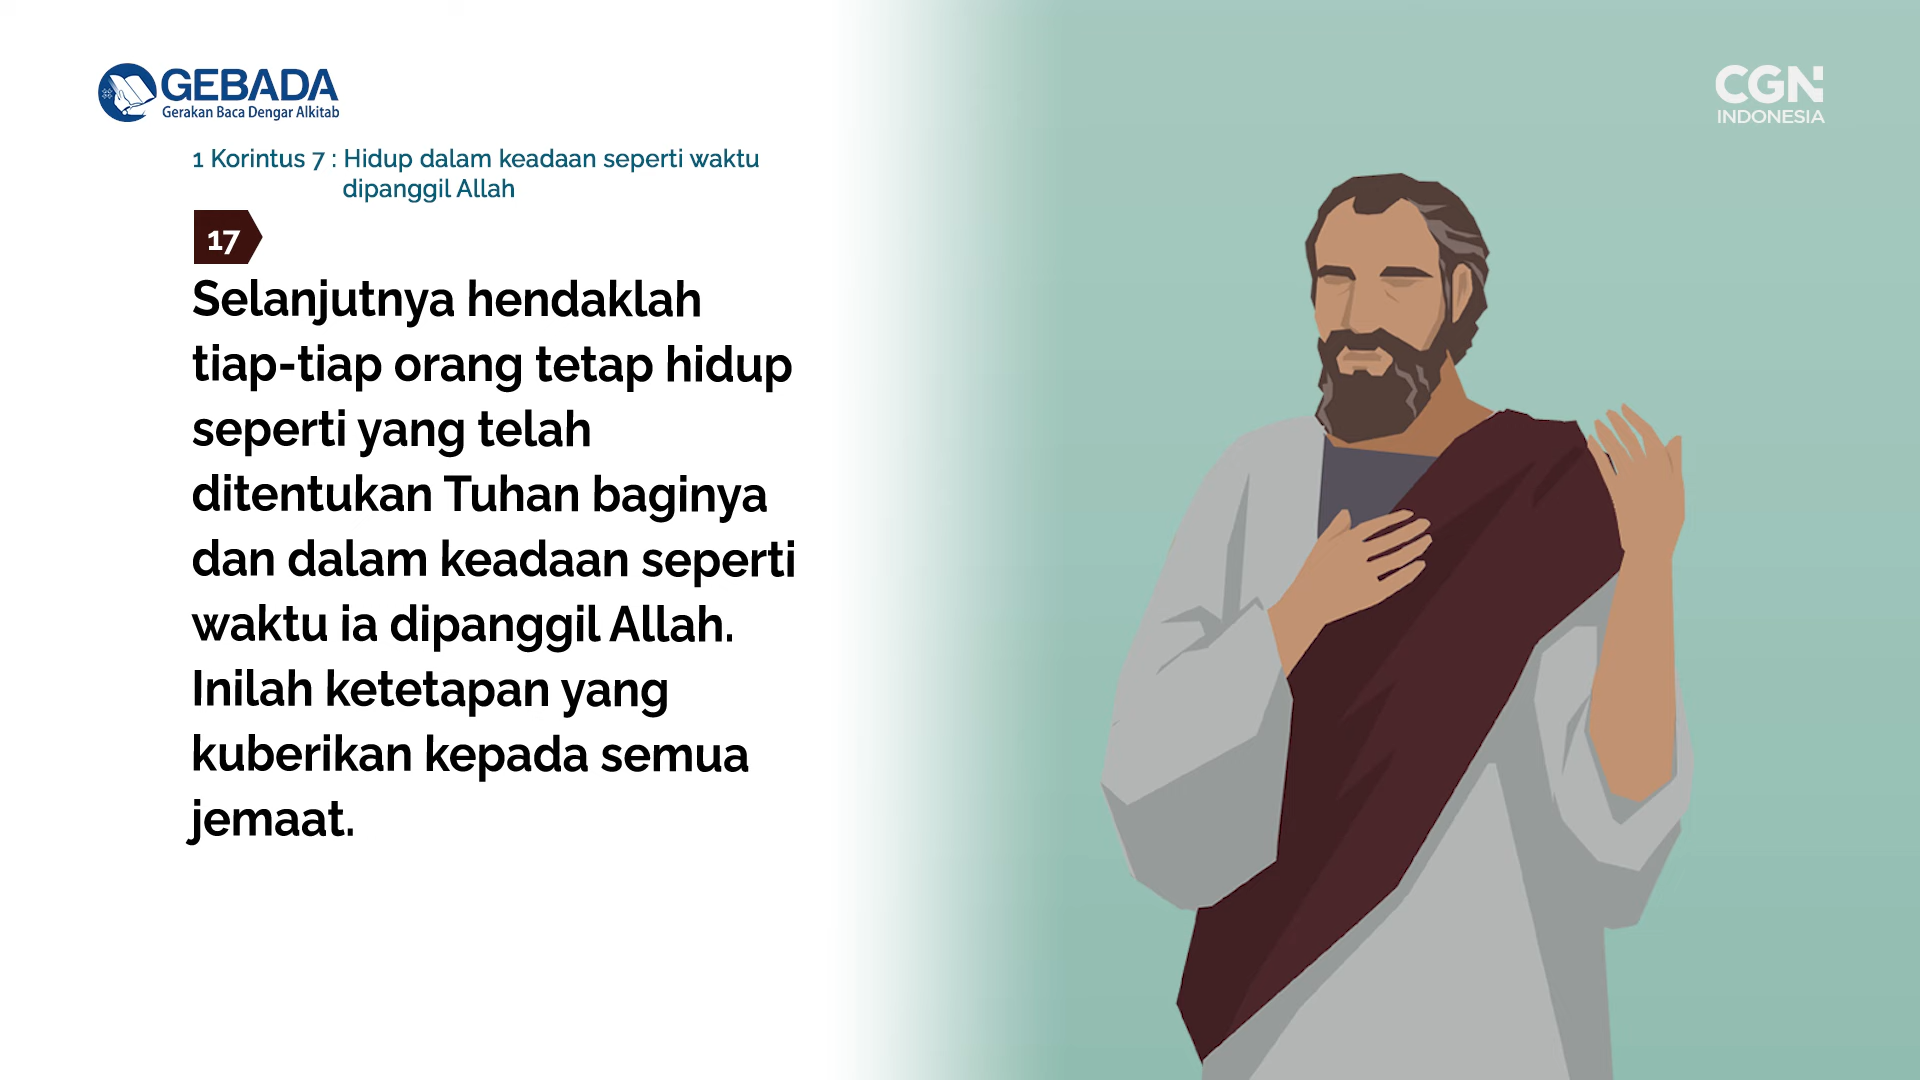 GEBADA
Gerakan Baca Dengar Alkitab
CGN
INDONESIA
1 Korintus 7 : Hidup dalam keadaan seperti waktu
dipanggil Allah
17
Selanjutnya hendaklah
tiap-tiap orang tetap hidup
seperti yang telah
ditentukan Tuhan baginya
dan dalam keadaan seperti
waktu ia dipanggil Allah.
Inilah ketetapan yang
kuberikan kepada semua
jemaat.